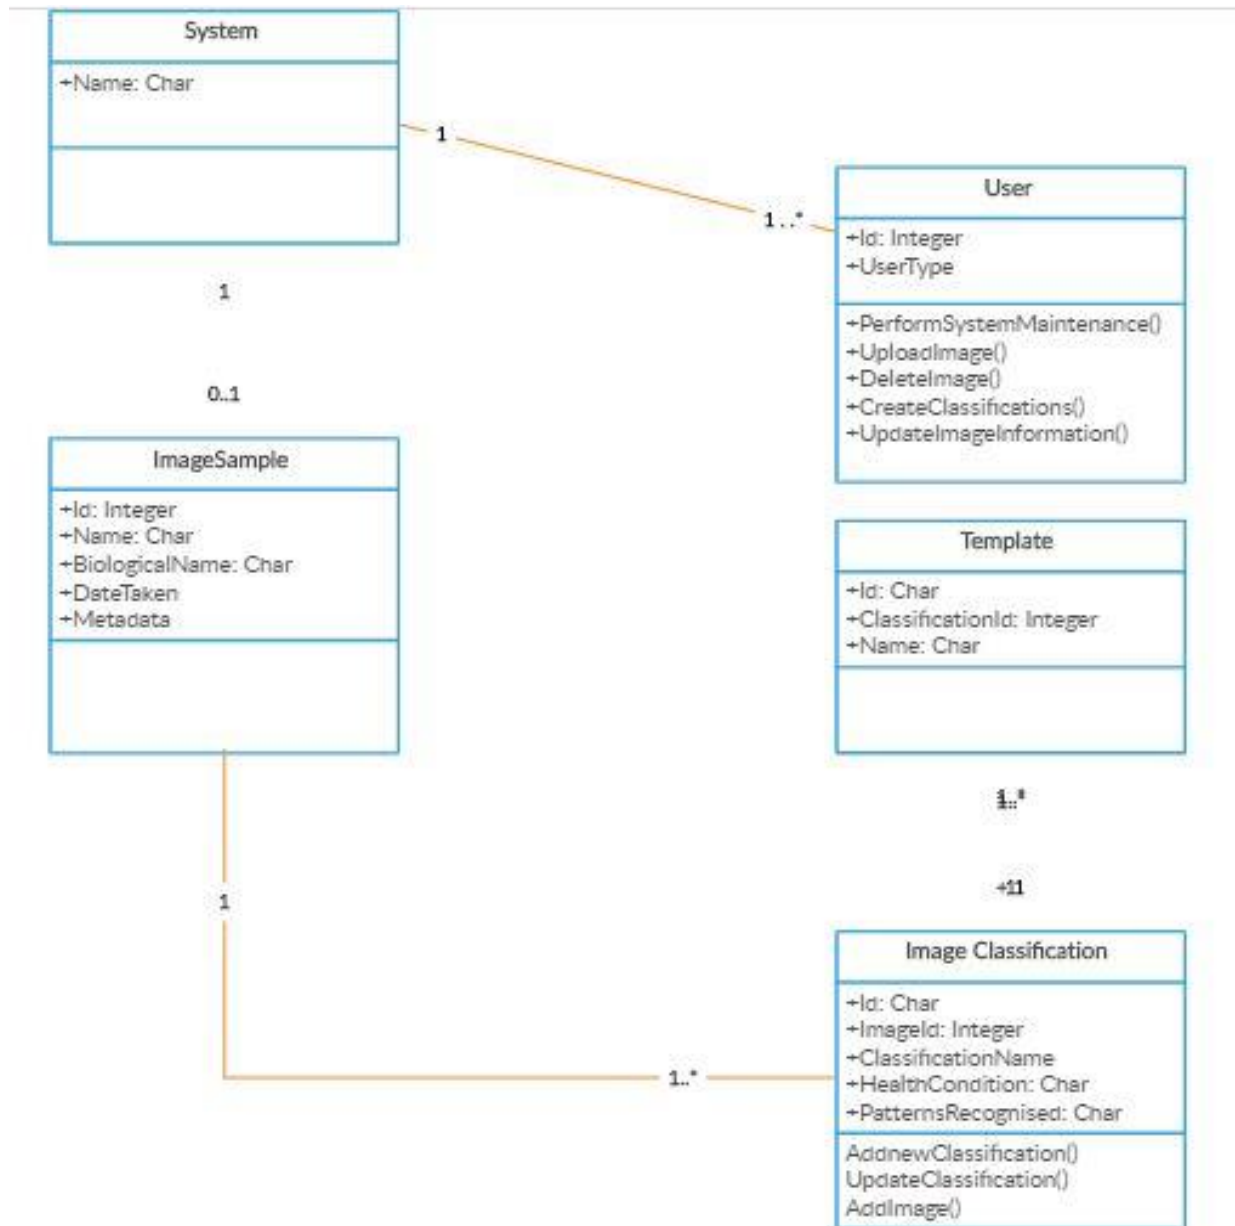 System
+Name: Char
1
1 . .*
User
+Id: Integer
+UserType
+PerformSystemMaintenance()
+UploadImage()
+DeleteImage()
+CreateClassifications()
+UpdateImageInformation()
1
0..1
ImageSample
+Id: Integer
+Name: Char
+BiologicalName: Char
+DateTaken
+Metadata
Template
+Id: Char
+ClassificationId: Integer
+Name: Char
1
1..*
Image Classification
+Id: Char
+ImageId: Integer
+ClassificationName
+HealthCondition: Char
+PatternsRecognised: Char
AddnewClassification()
UpdateClassification()
AddImage()